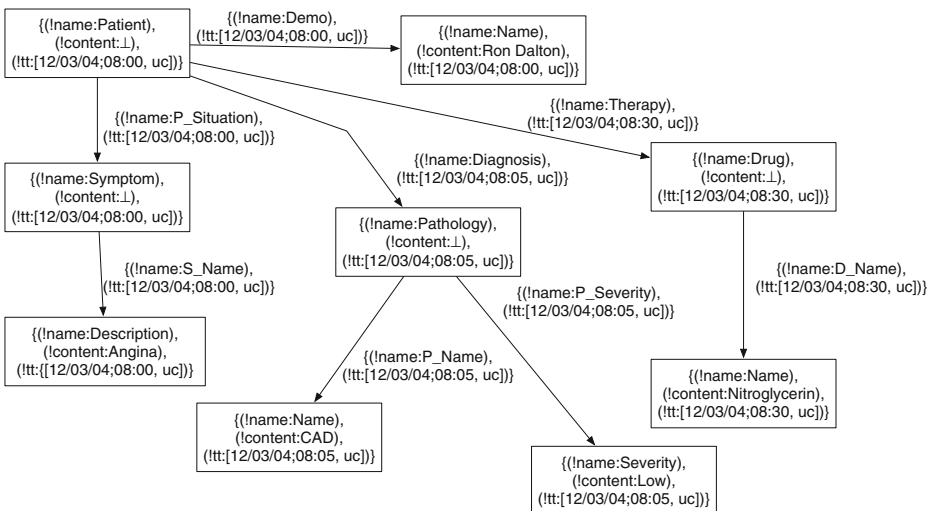 {(!name:Patient),
(!content:⊥),
(!tt:[12/03/04;08:00, uc])}
{(!name:Demo),
(!tt:[12/03/04;08:00, uc])}
{(!name:Name),
(!content:Ron Dalton),
(!tt:[12/03/04;08:00, uc])}
{(!name:P_Situation),
(!tt:[12/03/04;08:00, uc])}
{(!name:Therapy),
(!tt:[12/03/04;08:30, uc])}
{(!name:Diagnosis),
(!tt:[12/03/04;08:05, uc])}
{(!name:Symptom),
(!content:⊥),
(!tt:[12/03/04;08:00, uc])}
{(!name:Drug),
(!content:⊥),
(!tt:[12/03/04;08:30, uc])}
{(!name:Pathology),
(!content:⊥),
(!tt:[12/03/04;08:05, uc])}
{(!name:S_Name),
(!tt:[12/03/04;08:00, uc])}
{(!name:P_Severity),
(!tt:[12/03/04;08:05, uc])}
{(!name:D_Name),
(!tt:[12/03/04;08:30, uc])}
{(!name:Description),
(!content:Angina),
(!tt:{[12/03/04;08:00, uc])}
{(!name:P_Name),
(!tt:[12/03/04;08:05, uc])}
{(!name:Name),
(!content:Nitroglycerin),
(!tt:[12/03/04;08:30, uc])}
{(!name:Name),
(!content:CAD),
(!tt:[12/03/04;08:05, uc])}
{(!name:Severity),
(!content:Low),
(!tt:[12/03/04;08:05, uc])}